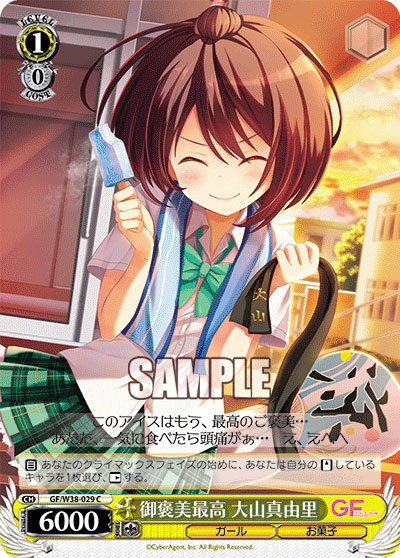 LEVEL
1
0
COST
大山
SAMPLE
このアイスはもう、最高のご褒美…
あたた、一気に食べたら頭痛がぁ… え、えへへ
あなたのクライマックスフェイズの始めに、あなたは自分の
いるキャラを1枚選び、する。
CH
GF/W38-029 C
御褒美最高 大山真由里
GF
6000
ガール
お菓子
©CyberAgent, Inc. All Rights Reserved.